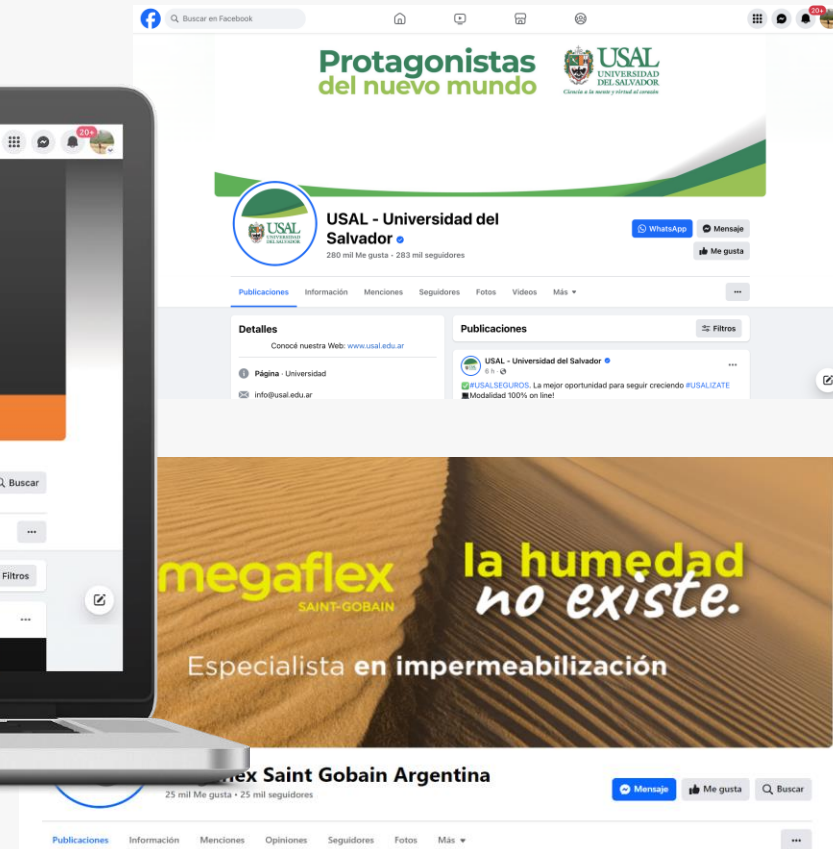 Buscar en Facebook
20+
Protagonistas
del nuevo mundo
USAL
UNIVERSIDAD
DEL SALVADOR
Ciencia a la mente y virtud al corazón
USAL
UNIVERSIDAD
DEL SALVADOR
USAL - Universidad del
Salvador
280 mil Me gusta • 283 mil seguidores
WhatsApp
Mensaje
Me gusta
Publicaciones Información Menciones Seguidores Fotos Videos Más
Detalles
Conocé nuestra Web: www.usal.edu.ar
Página · Universidad
info@usal.edu.ar
Publicaciones
Filtros
USAL - Universidad del Salvador
6 h ·
#USALSEGUROS. La mejor oportunidad para seguir creciendo #USALIZATE
Modalidad 100% on line!
20+
Buscar
Filtros
megaflex
SAINT-GOBAIN
la humedad
no existe.
Especialista en impermeabilización
ex Saint Gobain Argentina
25 mil Me gusta • 25 mil seguidores
Mensaje
Me gusta
Buscar
Publicaciones Información Menciones Opiniones Seguidores Fotos Más